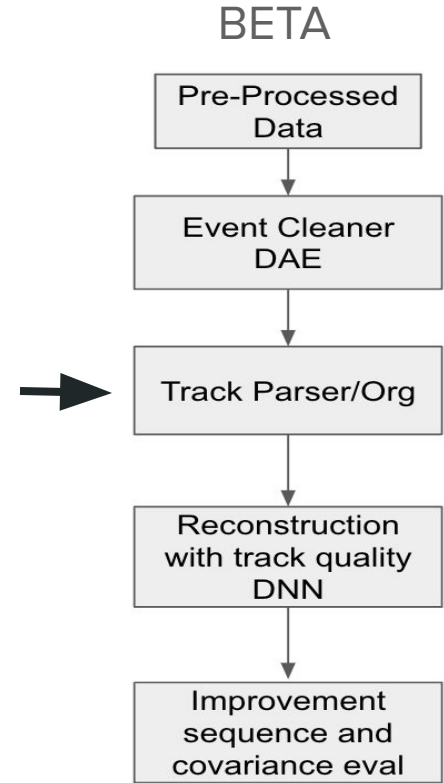 BETA
Pre-Processed
Data
Event Cleaner
DAE
Track Parser/Org
Reconstruction
with track quality
DNN
Improvement
sequence and
covariance eval